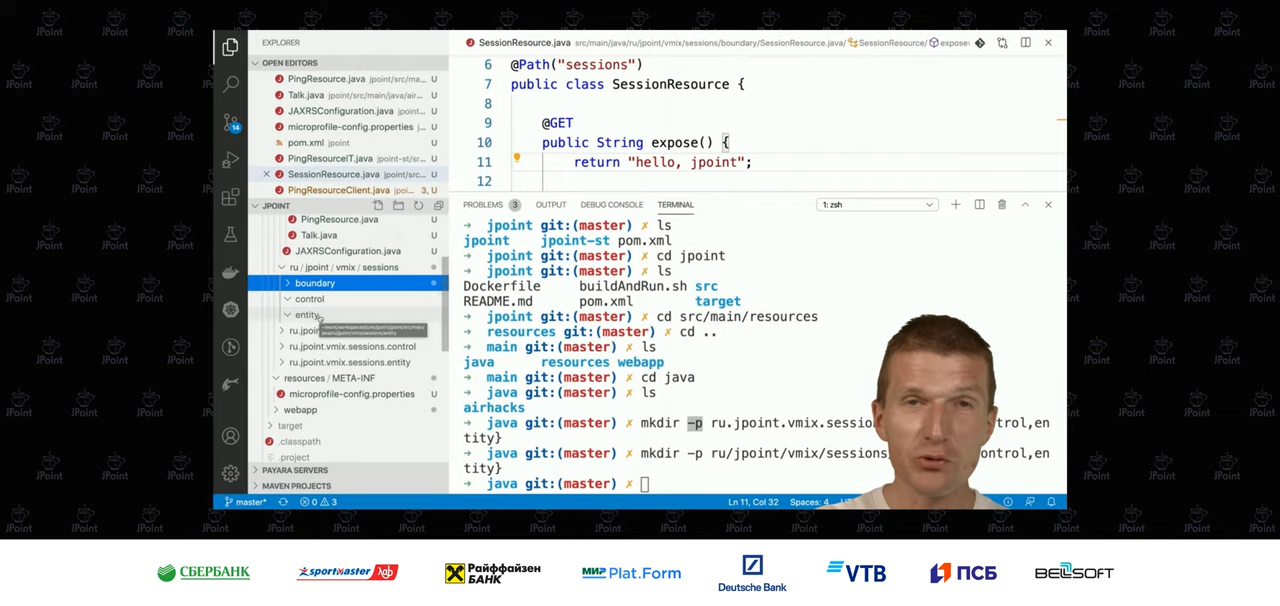 EXPLORER
OPEN EDITORS
PingResource.java jpoint/src/ma... U
Talk.java jpoint/src/main/java/air... U
JAXRSConfiguration.java jpoint... U
microprofile-config.properties j... U
pom.xml jpoint U
PingResourceIT.java jpoint-st/sr... U
SessionResource.java jpoint/src... U
PingResourceClient.java jpoi... 3, U
JPOINT
PingResource.java U
Talk.java U
JAXRSConfiguration.java U
ru / jpoint / vmix / sessions
boundary
control
entity
ru.jpoin
ru.jpoint.vmix.sessions.control
ru.jpoint.vmix.sessions.entity
resources / META-INF
microprofile-config.properties U
webapp
target
.classpath
.project
PAYARA SERVERS
MAVEN PROJECTS
14
SessionResource.java src/main/java/ru/jpoint/vmix/sessions/boundary/SessionResource.java/ SessionResource/ expose(
6 @Path("sessions")
7 public class SessionResource {
8
9 @GET
10 public String expose() {
11 return "hello, jpoint";
12
PROBLEMS 3 OUTPUT DEBUG CONSOLE TERMINAL 1: zsh
→ jpoint git:(master) ✗ ls
jpoint jpoint-st pom.xml
→ jpoint git:(master) ✗ cd jpoint
→ jpoint git:(master) ✗ ls
Dockerfile buildAndRun.sh src
README.md pom.xml target
→ jpoint git:(master) ✗ cd src/main/resources
→ resources git:(master) ✗ cd ..
→ main git:(master) ✗ ls
java resources webapp
→ main git:(master) ✗ cd java
→ java git:(master) ✗ ls
airhacks
→ java git:(master) ✗ mkdir -p ru.jpoint.vmix.sessio ntrol,en
tity}
→ java git:(master) ✗ mkdir -p ru/jpoint/vmix/sessions ontrol,en
tity}
→ java git:(master) ✗
master* 0 3 Ln 11, Col 32 Spaces: 4
JPoint
СБЕРБАНК
sportmaster lab
Райффайзен
БАНК
МИР Plat.Form
Deutsche Bank
VTB
ПСБ
BELLSOFT